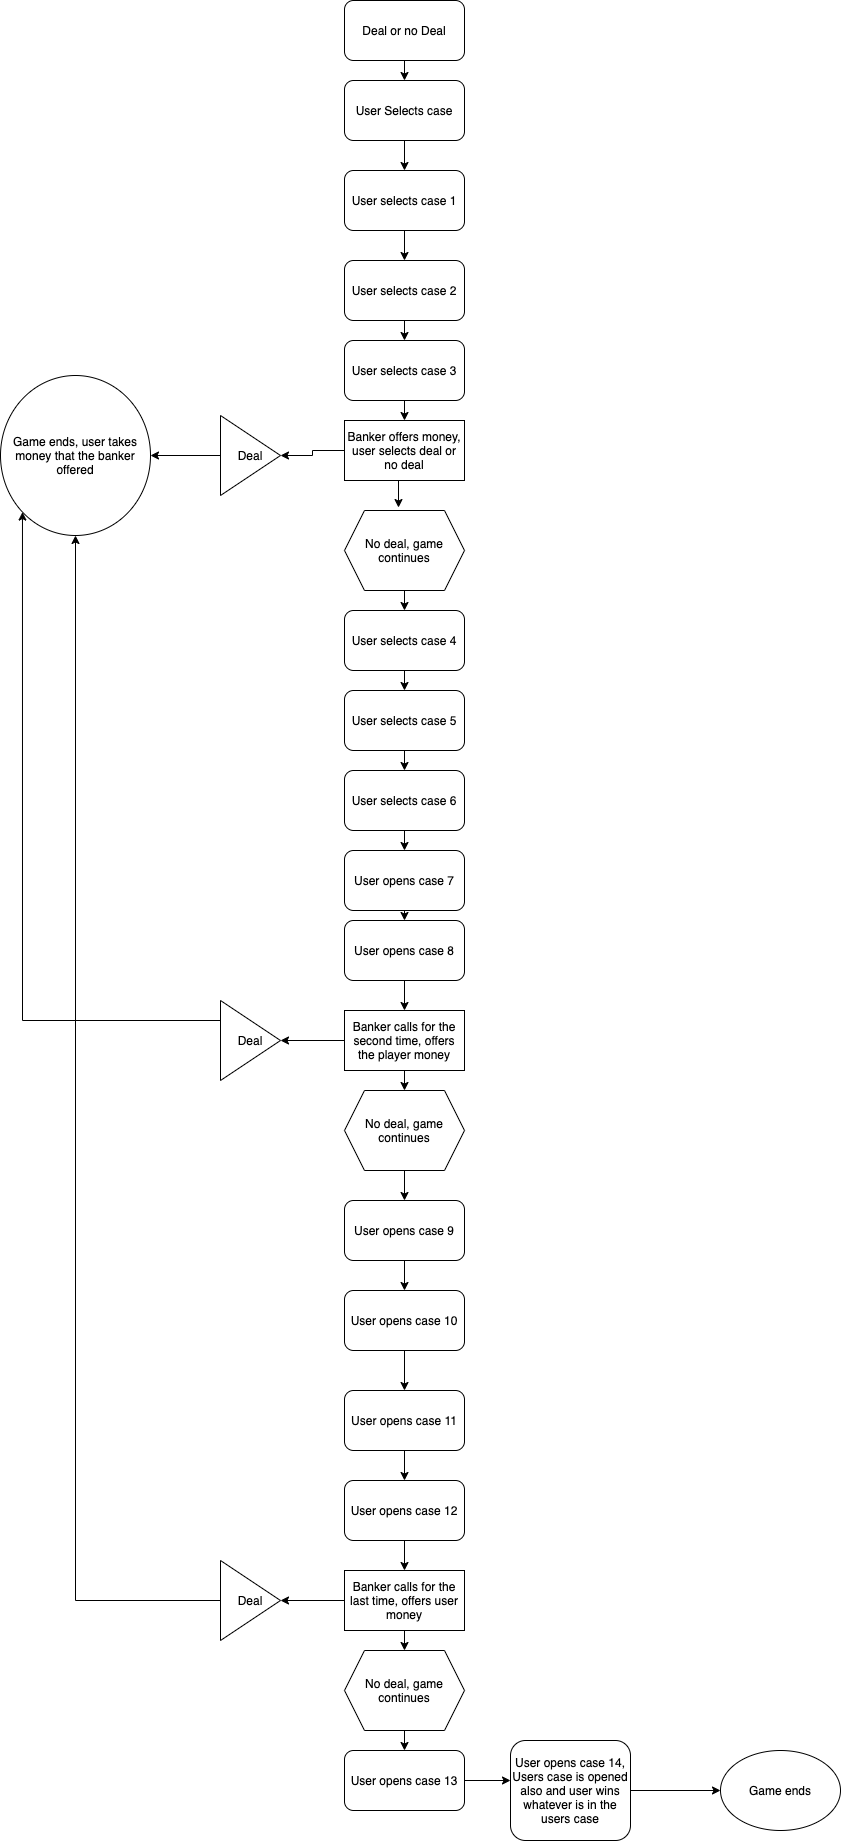 Deal or no Deal
User Selects case
User selects case 1
User selects case 2
User selects case 3
Banker offers money,
user selects deal or
no deal
Deal
Game ends, user takes
money that the banker
offered
No deal, game
continues
User selects case 4
User selects case 5
User selects case 6
User opens case 7
User opens case 8
Banker calls for the
second time, offers
the player money
Deal
No deal, game
continues
User opens case 9
User opens case 10
User opens case 11
User opens case 12
Banker calls for the
last time, offers user
money
Deal
No deal, game
continues
User opens case 13
User opens case 14,
Users case is opened
also and user wins
whatever is in the
users case
Game ends